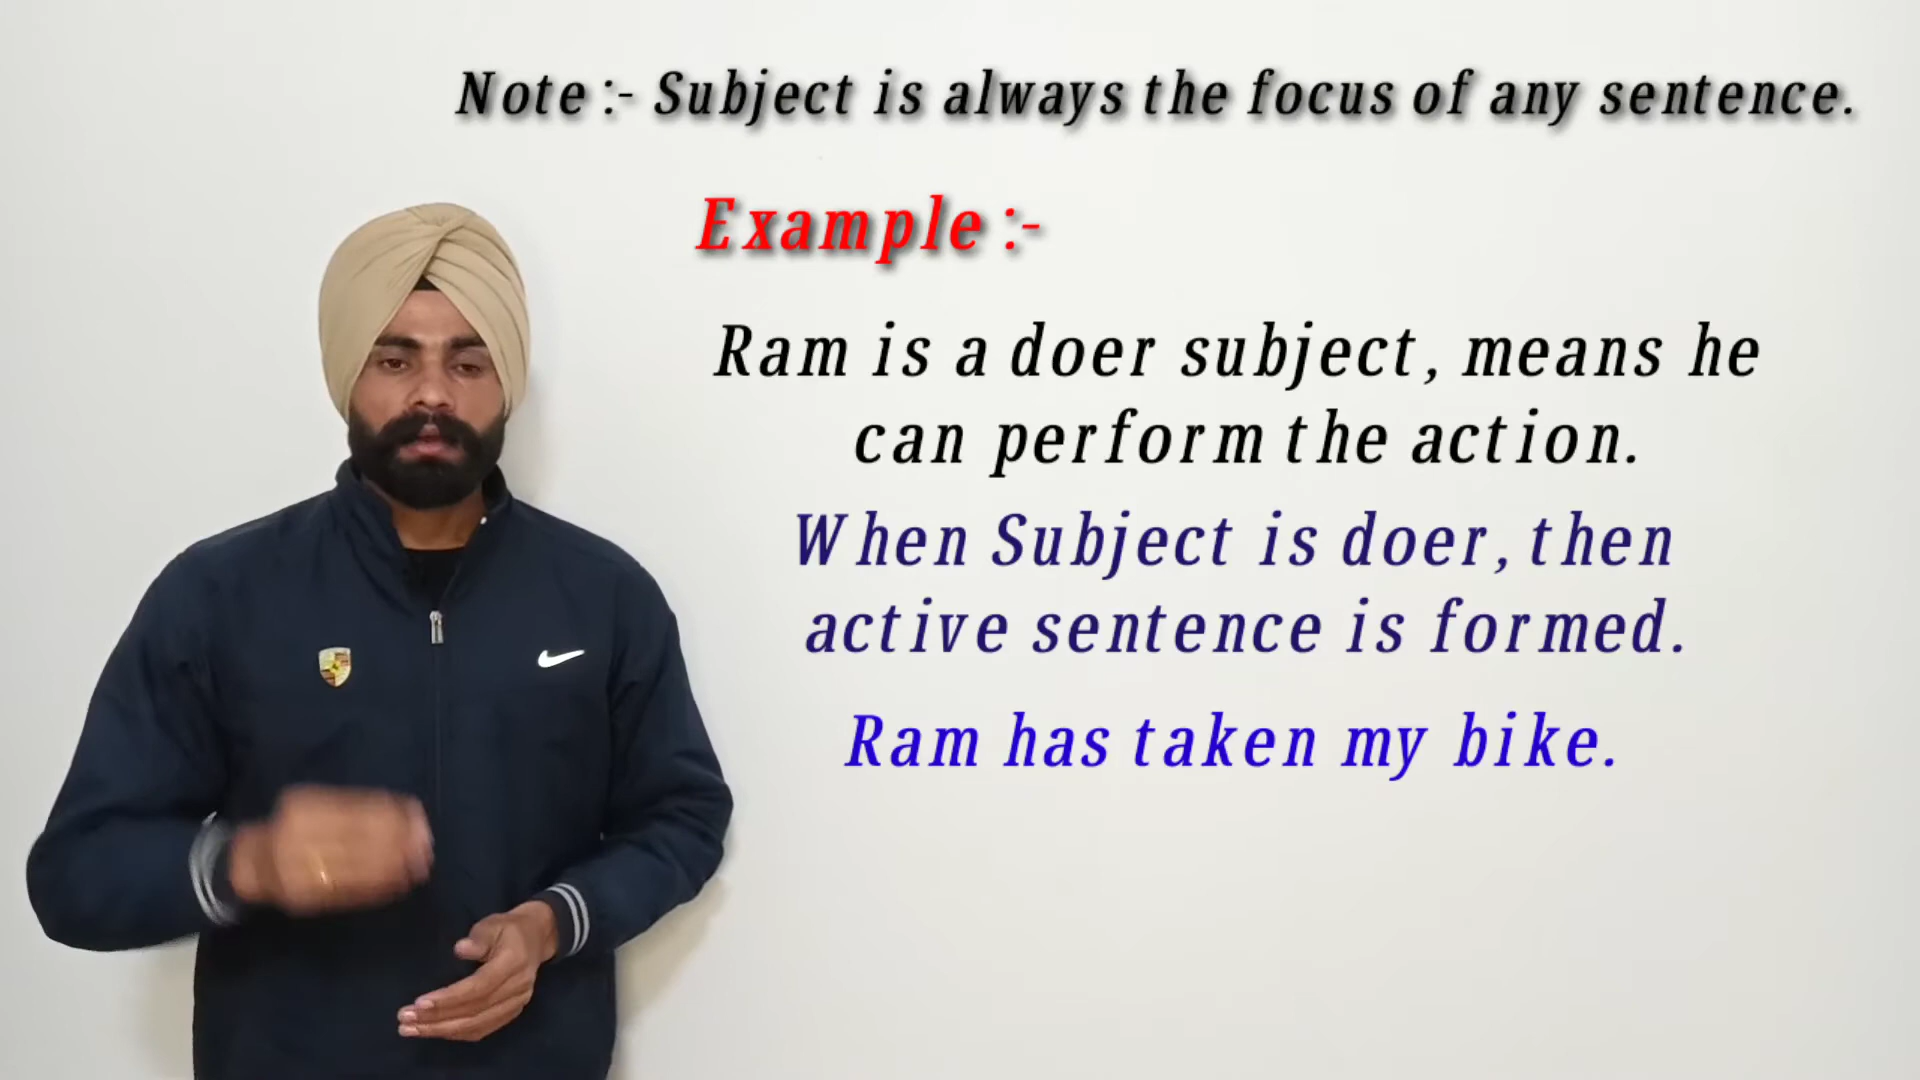 Note :- Subject is always the focus of any sentence.
Example :-
Ram is a doer subject, means he
can perform the action.
When Subject is doer, then
active sentence is formed.
Ram has taken my bike.